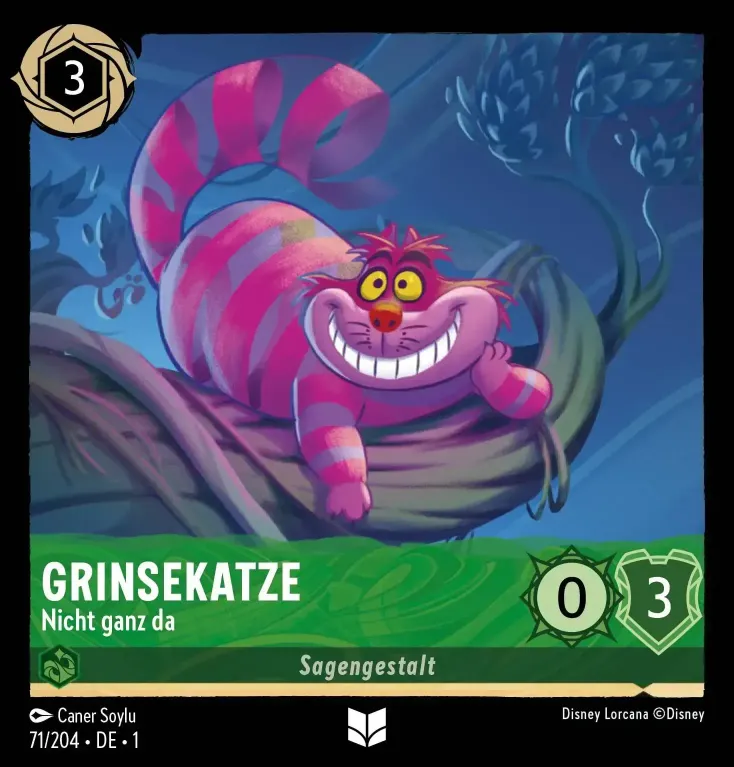 3
GRINSEKATZE
Nicht ganz da
0
3
Sagengestalt
Caner Soylu
71/204 • DE • 1
Disney Lorcana ©Disney